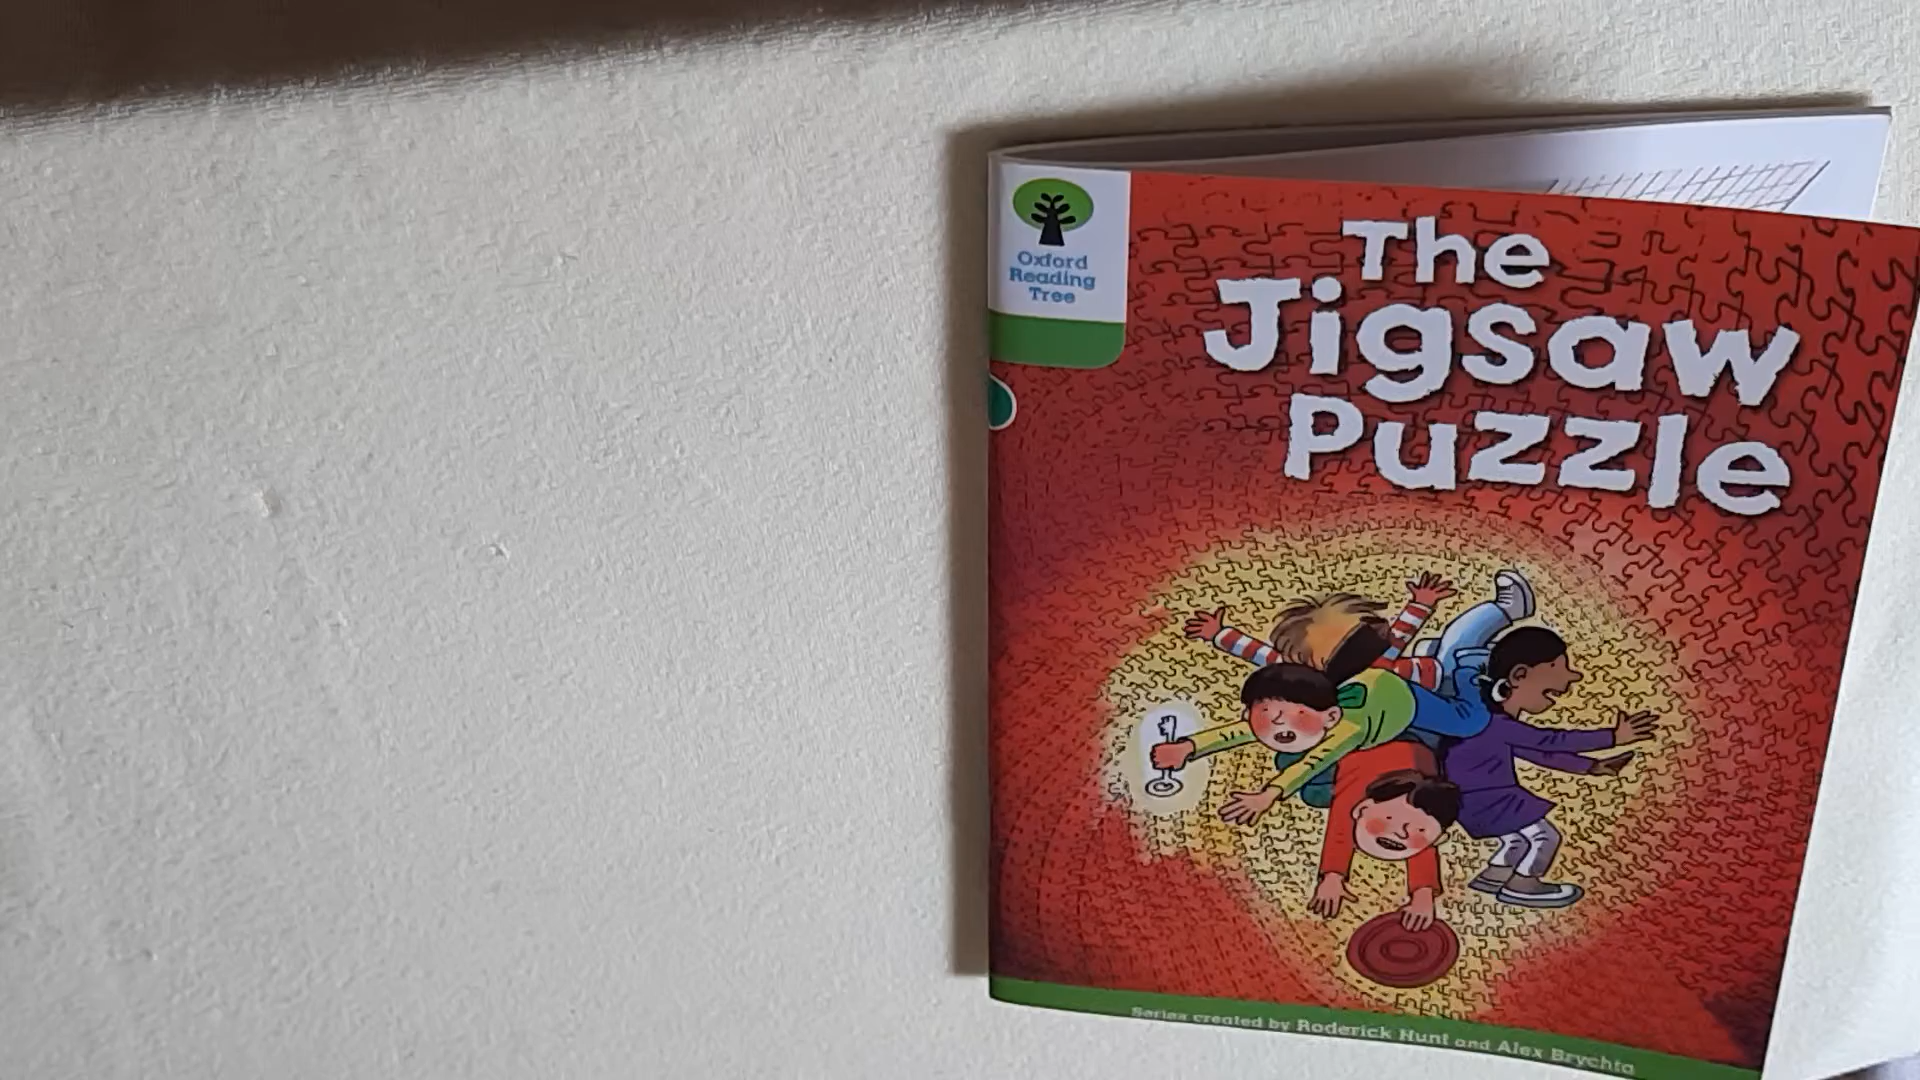 Oxford
Reading
Tree
The
Jigsaw
Puzzle
Series created by Roderick Hunt and Alex Brychta